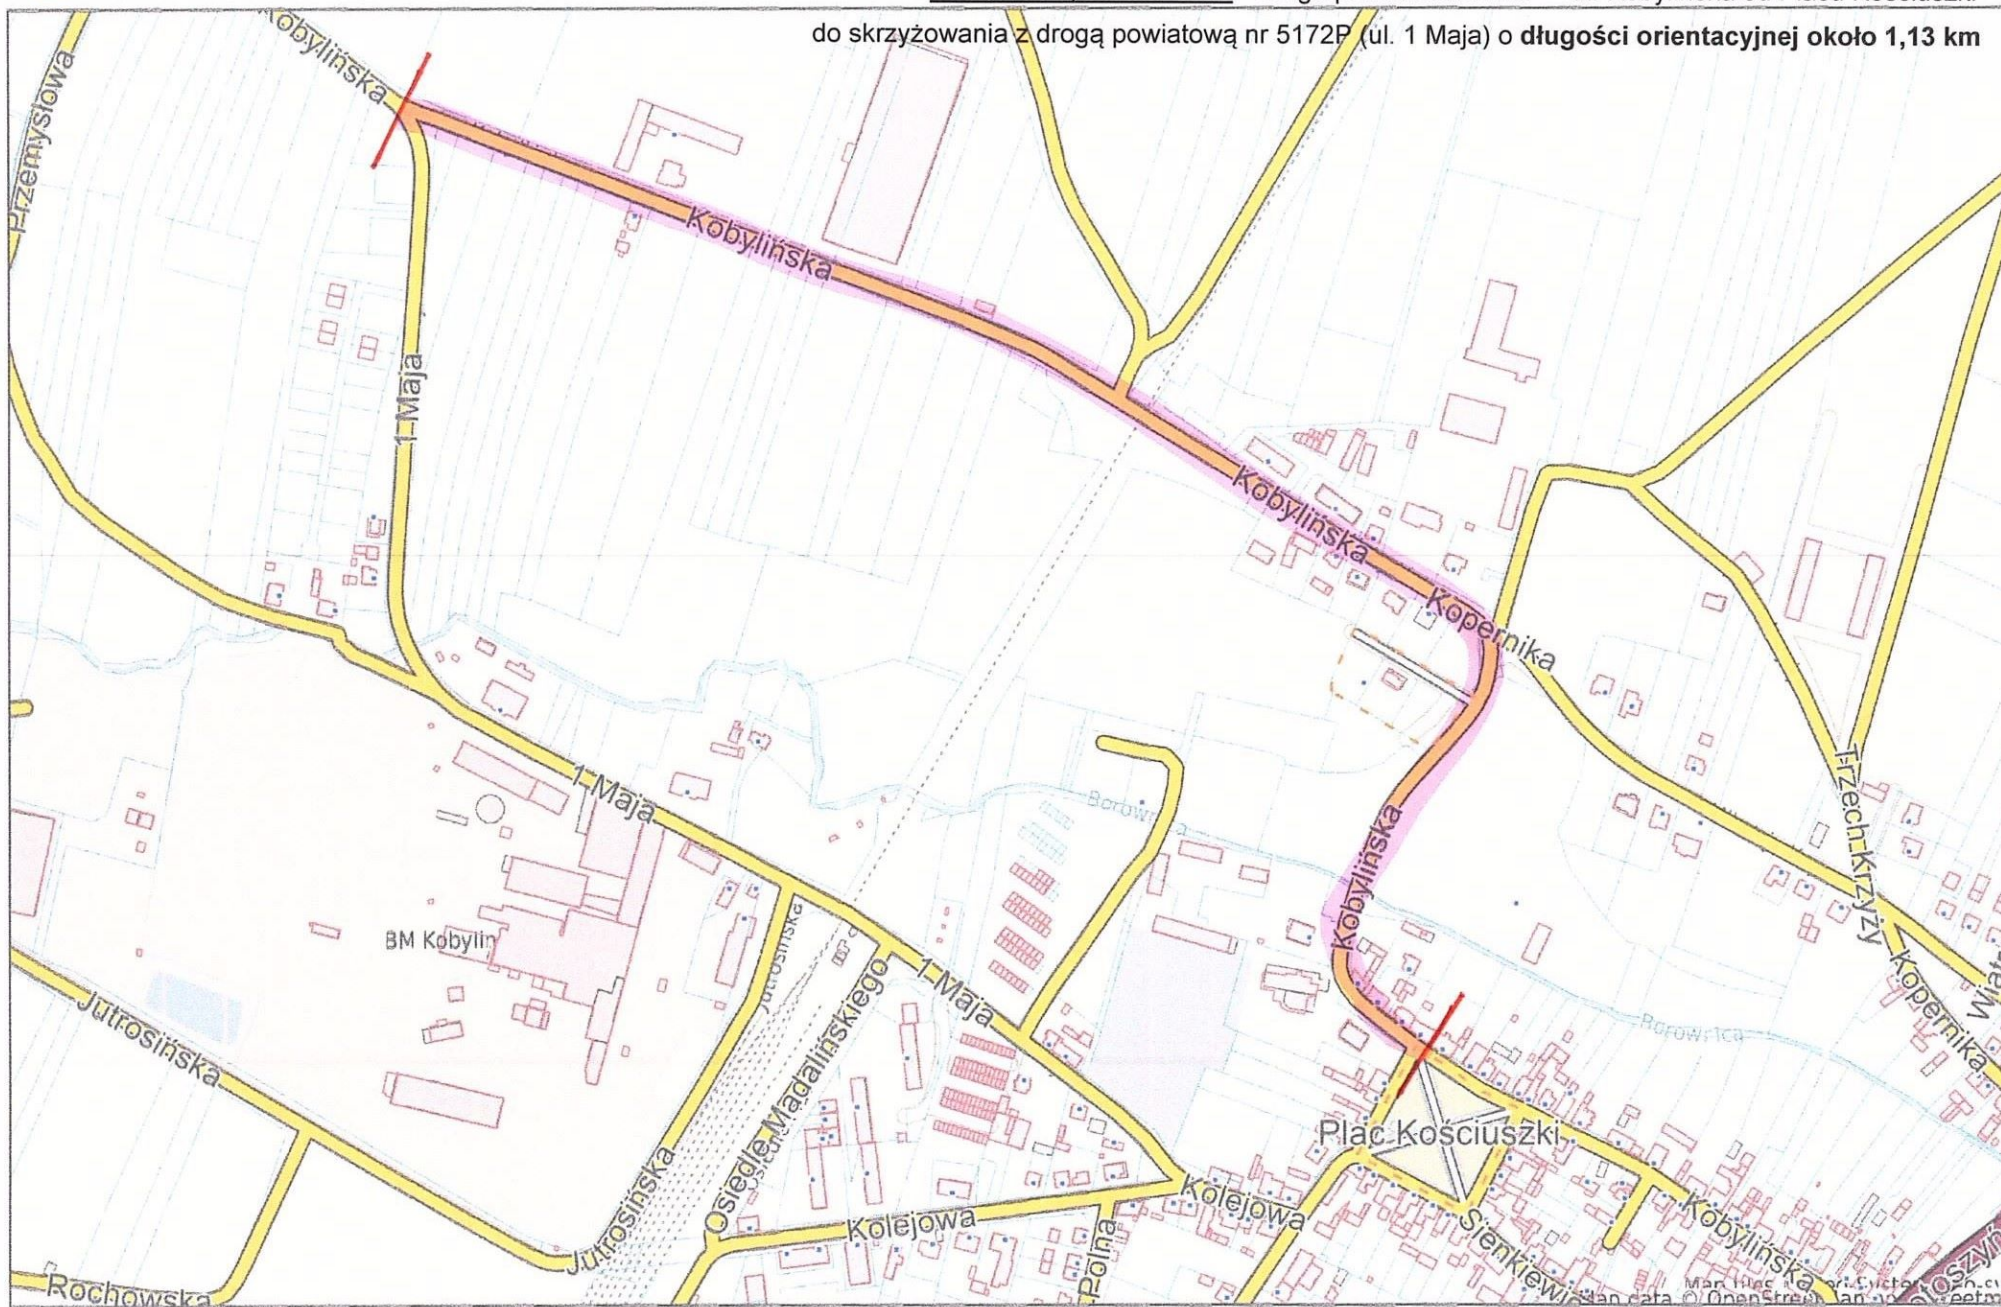 do skrzyżowania z drogą powiatową nr 5172P (ul. 1 Maja) o długości orientacyjnej około 1,13 km
Kobylińska
Przemysłowa
Kobylińska
1 Maja
Kobylińska
Kopernika
1 Maja
Borownica
Kobylińska
Trzech Krzyży
BM Kobylin
Jutrosińska
1 Maja
Osiedle Madalińskiego
Kopernika
Jutrosińska
Borownica
Plac Kościuszki
Jutrosińska
Kolejowa
Kolejowa
Polna
Kobylińska
Rochowska